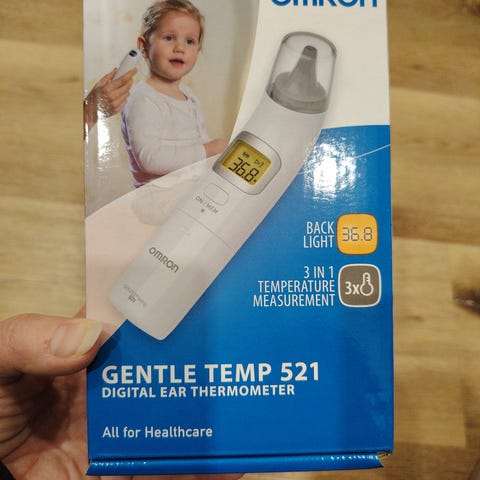 OMRON
36.8
ON / MEM
OMRON
BACK
LIGHT
36.8
3 IN 1
TEMPERATURE
MEASUREMENT
3x
GENTLE TEMP 521
DIGITAL EAR THERMOMETER
All for Healthcare